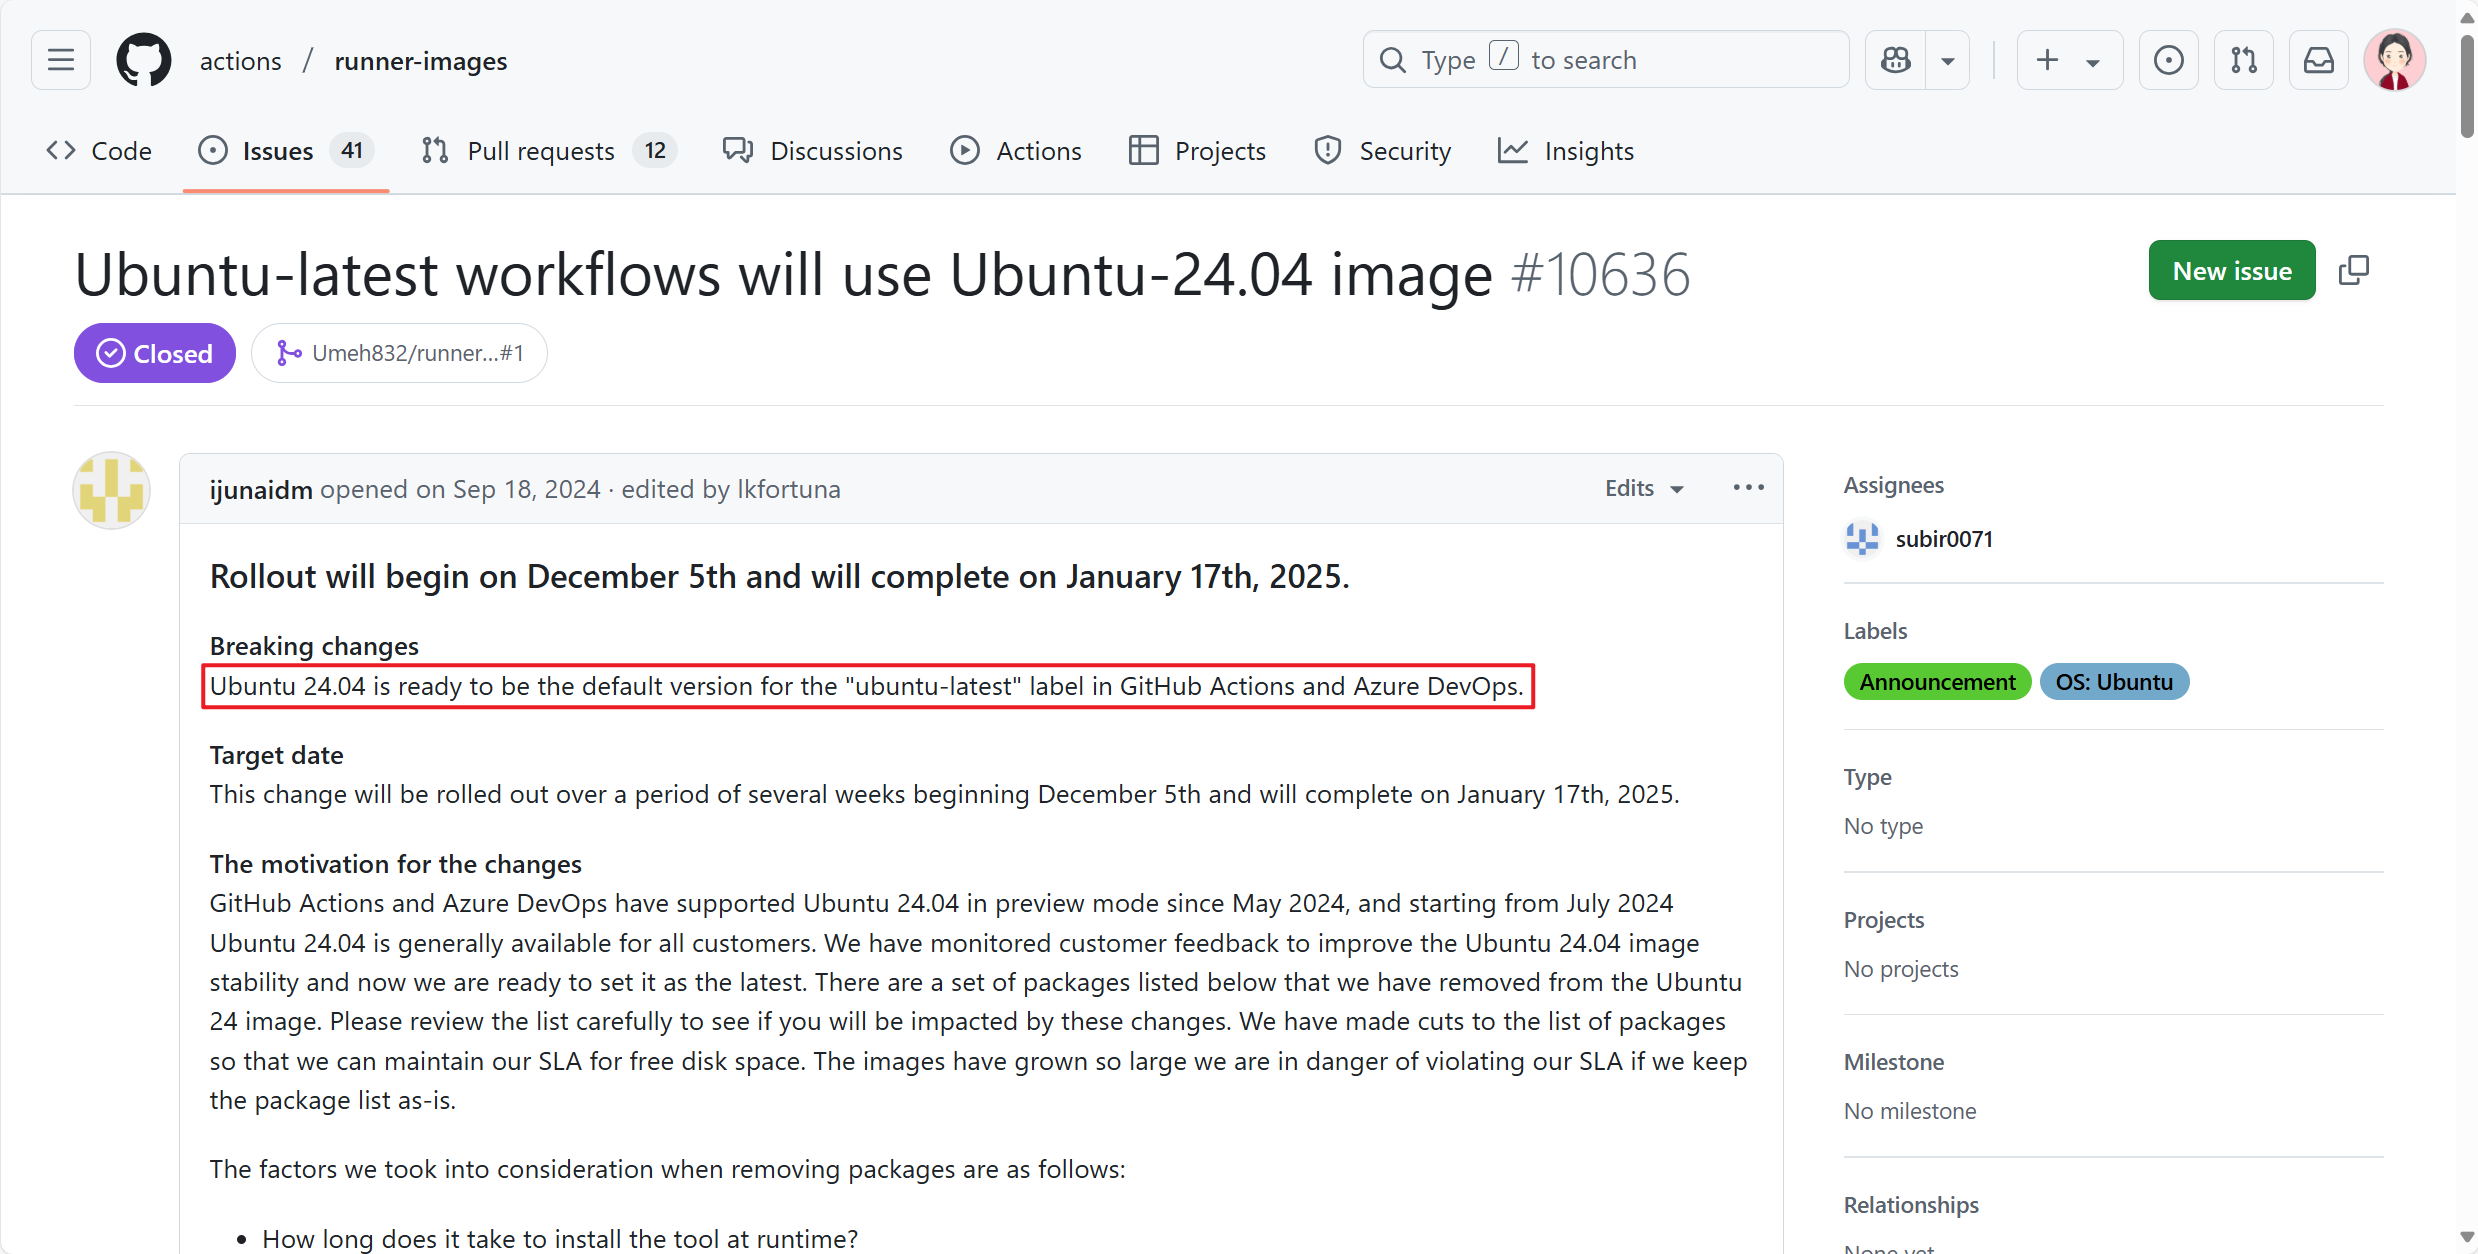 actions / runner-images
Type / to search
Code
Issues 41
Pull requests 12
Discussions
Actions
Projects
Security
Insights
Ubuntu-latest workflows will use Ubuntu-24.04 image #10636
New issue
Closed
Umeh832/runner...#1
ijunaidm opened on Sep 18, 2024 · edited by lkfortuna
Edits
Rollout will begin on December 5th and will complete on January 17th, 2025.
Breaking changes
Ubuntu 24.04 is ready to be the default version for the "ubuntu-latest" label in GitHub Actions and Azure DevOps.
Target date
This change will be rolled out over a period of several weeks beginning December 5th and will complete on January 17th, 2025.
The motivation for the changes
GitHub Actions and Azure DevOps have supported Ubuntu 24.04 in preview mode since May 2024, and starting from July 2024
Ubuntu 24.04 is generally available for all customers. We have monitored customer feedback to improve the Ubuntu 24.04 image
stability and now we are ready to set it as the latest. There are a set of packages listed below that we have removed from the Ubuntu
24 image. Please review the list carefully to see if you will be impacted by these changes. We have made cuts to the list of packages
so that we can maintain our SLA for free disk space. The images have grown so large we are in danger of violating our SLA if we keep
the package list as-is.
The factors we took into consideration when removing packages are as follows:
• How long does it take to install the tool at runtime?
Assignees
subir0071
Labels
Announcement
OS: Ubuntu
Type
No type
Projects
No projects
Milestone
No milestone
Relationships
None yet